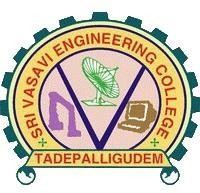 SRI VASAVI ENGINEERING COLLEGE
TADEPALLIGUDEM